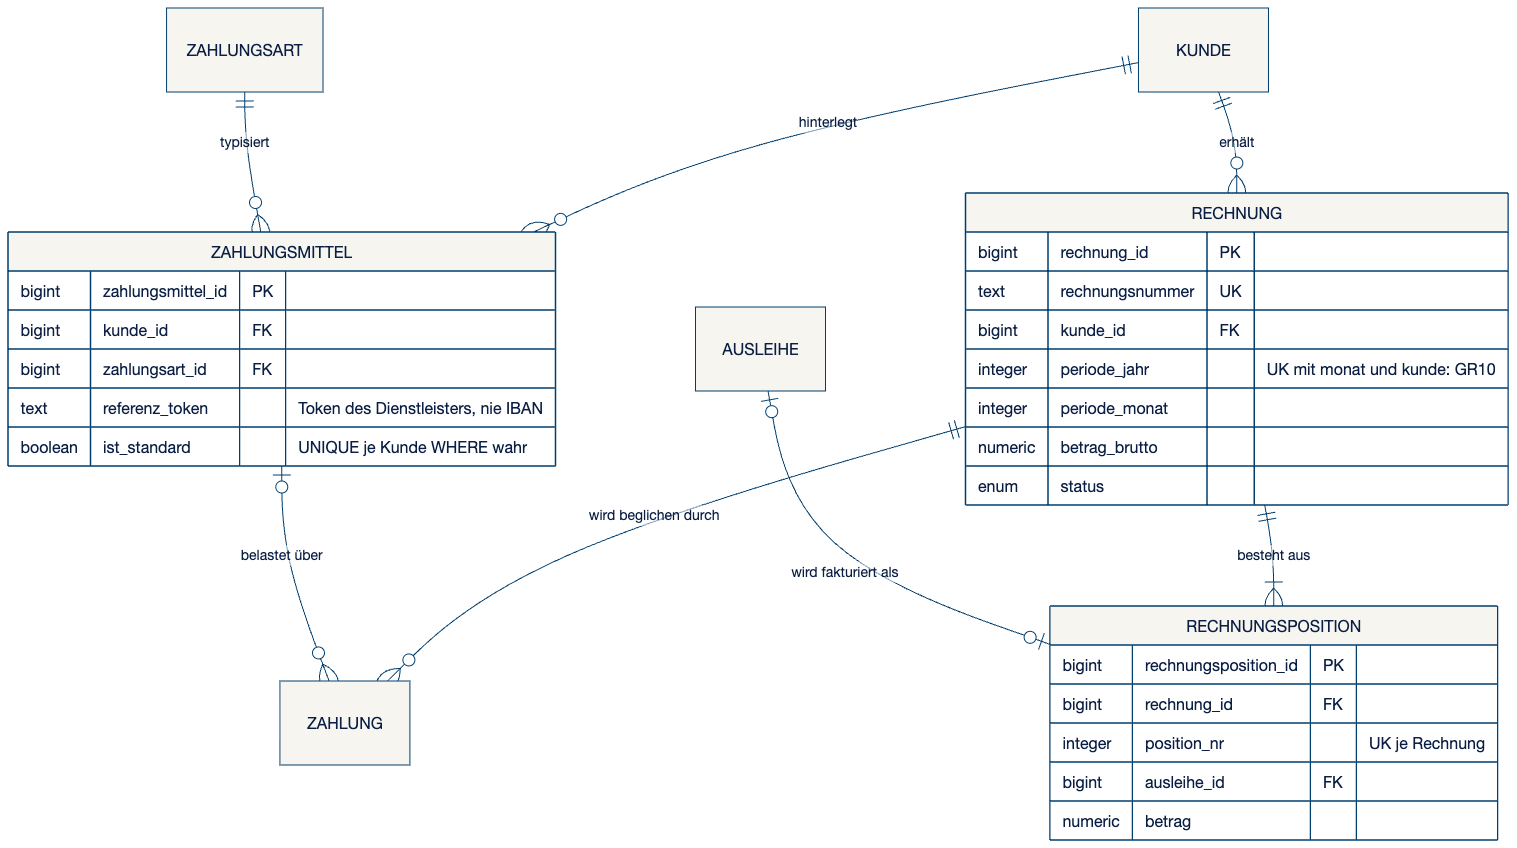 ZAHLUNGSART
KUNDE
hinterlegt
typisiert
erhält
ZAHLUNGSMITTEL
bigint zahlungsmittel_id PK
bigint kunde_id FK
bigint zahlungsart_id FK
text referenz_token Token des Dienstleisters, nie IBAN
boolean ist_standard UNIQUE je Kunde WHERE wahr
RECHNUNG
bigint rechnung_id PK
text rechnungsnummer UK
bigint kunde_id FK
integer periode_jahr UK mit monat und kunde: GR10
integer periode_monat
numeric betrag_brutto
enum status
AUSLEIHE
wird beglichen durch
belastet über
wird fakturiert als
besteht aus
ZAHLUNG
RECHNUNGSPOSITION
bigint rechnungsposition_id PK
bigint rechnung_id FK
integer position_nr UK je Rechnung
bigint ausleihe_id FK
numeric betrag